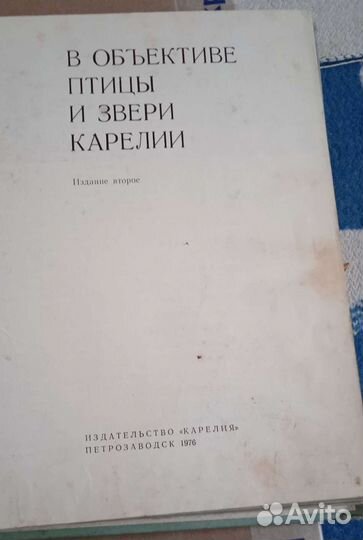 В ОБЪЕКТИВЕ
ПТИЦЫ
И ЗВЕРИ
КАРЕЛИИ
Издание второе
ИЗДАТЕЛЬСТВО «КАРЕЛИЯ»
ПЕТРОЗАВОДСК 1976
Avito